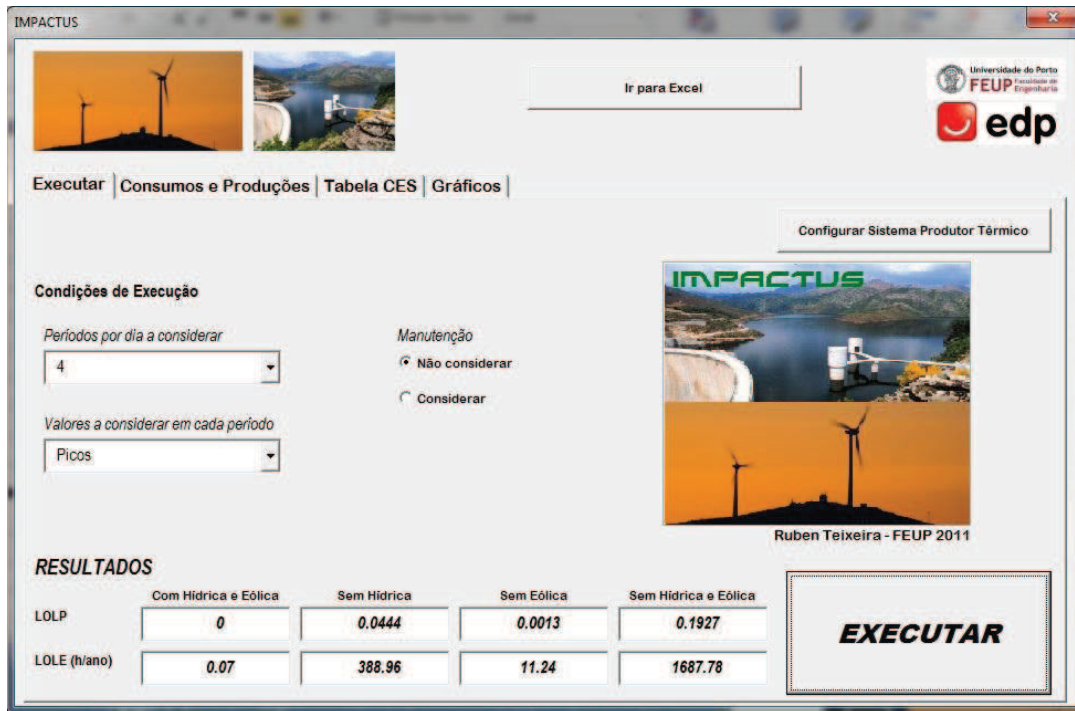 IMPACTUS
Ir para Excel
Universidade do Porto
FEUP Faculdade de Engenharia
edp
Executar Consumos e Produções Tabela CES Gráficos
Configurar Sistema Produtor Térmico
IMPACTUS
Condições de Execução
Períodos por dia a considerar
4
Manutenção
Não considerar
Considerar
Valores a considerar em cada período
Picos
Ruben Teixeira - FEUP 2011
RESULTADOS
Com Hídrica e Eólica Sem Hídrica Sem Eólica Sem Hídrica e Eólica
LOLP 0 0.0444 0.0013 0.1927
LOLE (h/ano) 0.07 388.96 11.24 1687.78
EXECUTAR